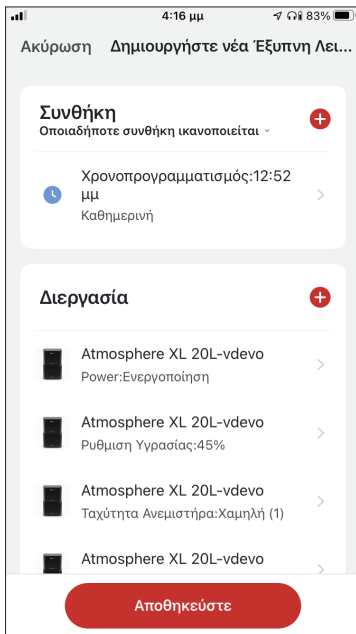 4:16 μμ
83%
Ακύρωση Δημιουργήστε νέα Έξυπνη Λει...
Συνθήκη
Οποιαδήποτε συνθήκη ικανοποιείται
Χρονοπρογραμματισμός:12:52
μμ
Καθημερινή
Διεργασία
Atmosphere XL 20L-vdevo
Power:Ενεργοποίηση
Atmosphere XL 20L-vdevo
Ρυθμιση Υγρασίας:45%
Atmosphere XL 20L-vdevo
Ταχύτητα Ανεμιστήρα:Χαμηλή (1)
Atmosphere XL 20L-vdevo
Αποθηκεύστε